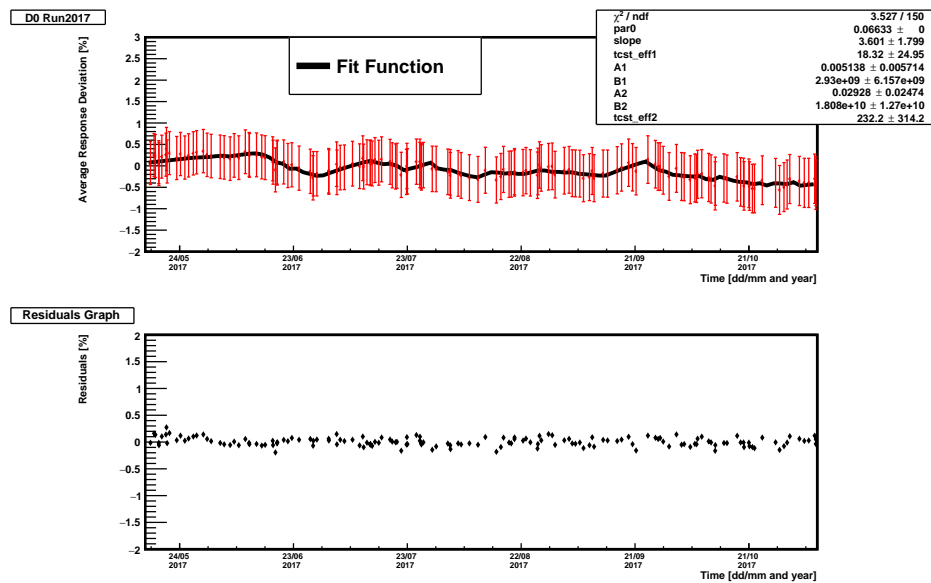 D0 Run2017
χ² / ndf 3.527 / 150
par0 0.06633 ± 0
slope 3.601 ± 1.799
tcst_eff1 18.32 ± 24.95
A1 0.005138 ± 0.005714
B1 2.93e+09 ± 6.157e+09
A2 0.02928 ± 0.02474
B2 1.808e+10 ± 1.27e+10
tcst_eff2 232.2 ± 314.2
Average Response Deviation [%]
Fit Function
3
2.5
2
1.5
1
0.5
0
−0.5
−1
−1.5
−2
24/05 23/06 23/07 22/08 21/09 21/10
2017 2017 2017 2017 2017 2017
Time [dd/mm and year]
Residuals Graph
Residuals [%]
2
1.5
1
0.5
0
−0.5
−1
−1.5
−2
24/05 23/06 23/07 22/08 21/09 21/10
2017 2017 2017 2017 2017 2017
Time [dd/mm and year]